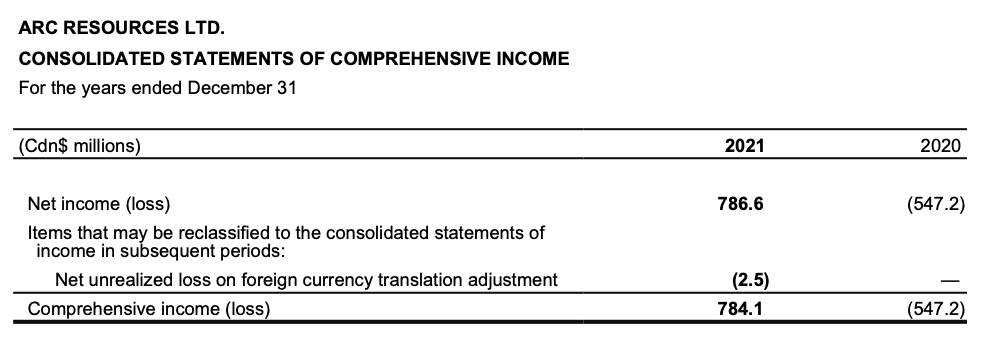 ARC RESOURCES LTD.
CONSOLIDATED STATEMENTS OF COMPREHENSIVE INCOME
For the years ended December 31
(Cdn$ millions) 2021 2020
Net income (loss) 786.6 (547.2)
Items that may be reclassified to the consolidated statements of
income in subsequent periods:
Net unrealized loss on foreign currency translation adjustment (2.5) —
Comprehensive income (loss) 784.1 (547.2)